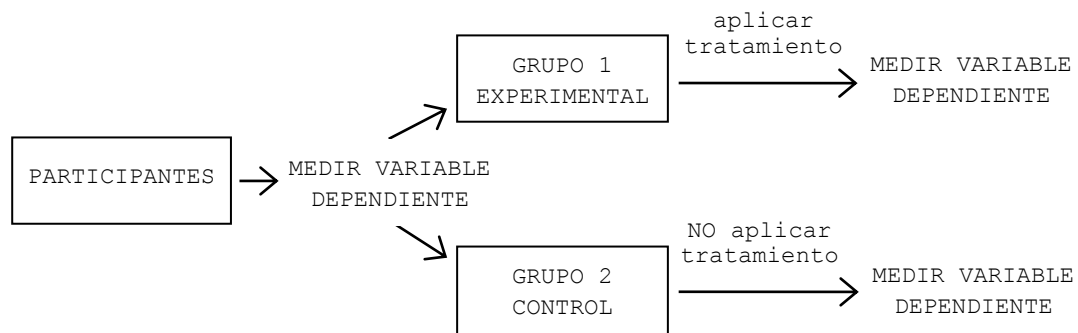 aplicar
tratamiento
GRUPO 1
EXPERIMENTAL
MEDIR VARIABLE
DEPENDIENTE
PARTICIPANTES
MEDIR VARIABLE
DEPENDIENTE
NO aplicar
tratamiento
GRUPO 2
CONTROL
MEDIR VARIABLE
DEPENDIENTE